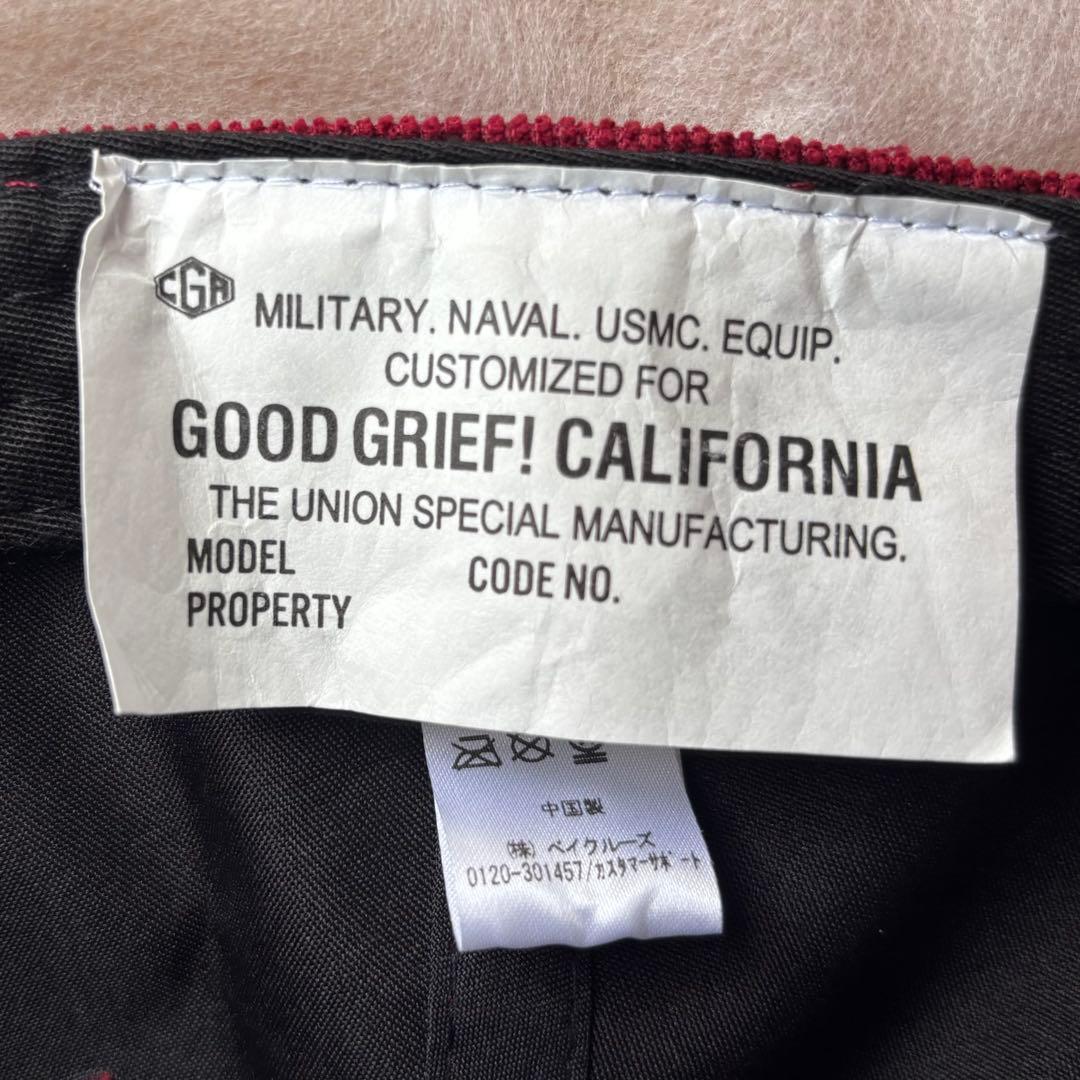 CGA
MILITARY. NAVAL. USMC. EQUIP.
CUSTOMIZED FOR
GOOD GRIEF! CALIFORNIA
THE UNION SPECIAL MANUFACTURING.
MODEL CODE NO.
PROPERTY
中国製
(株) ベイクルーズ
0120-301457/カスタマーサポート